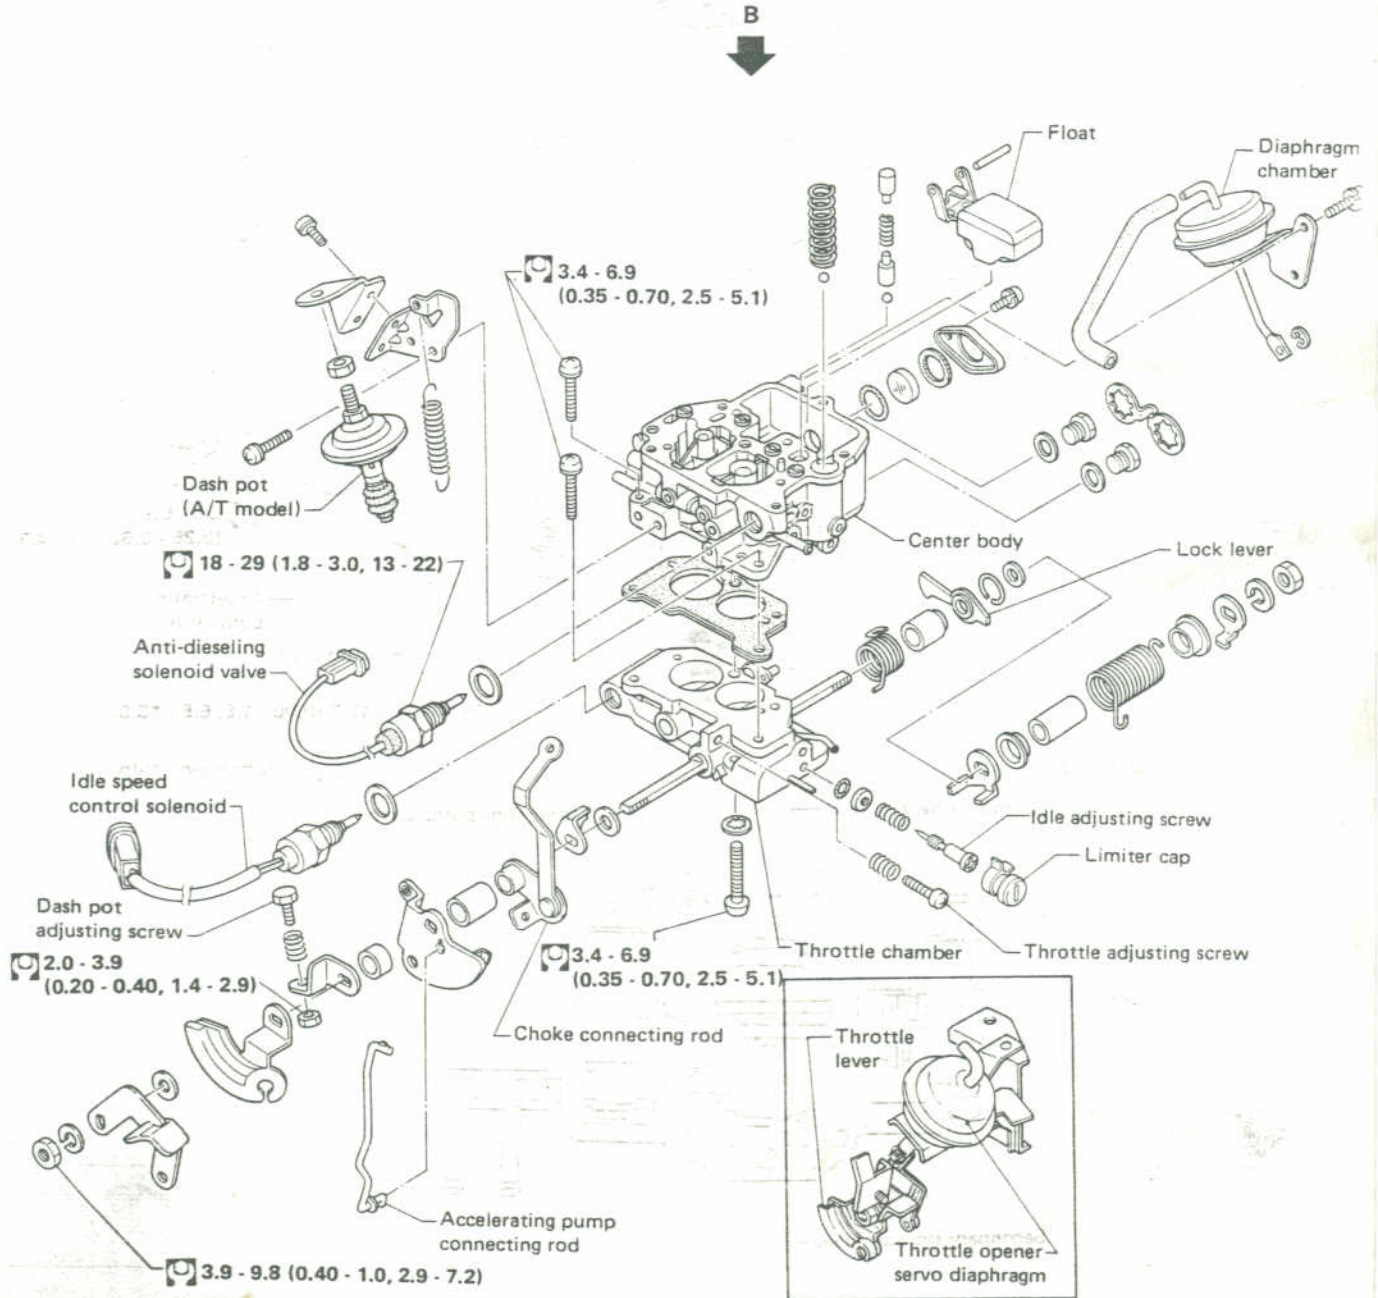 B
Float
Diaphragm
chamber
3.4 - 6.9
(0.35 - 0.70, 2.5 - 5.1)
Dash pot
(A/T model)
18 - 29 (1.8 - 3.0, 13 - 22)
Center body
Lock lever
Anti-dieseling
solenoid valve
Idle speed
control solenoid
Idle adjusting screw
Limiter cap
Dash pot
adjusting screw
2.0 - 3.9
(0.20 - 0.40, 1.4 - 2.9)
3.4 - 6.9
(0.35 - 0.70, 2.5 - 5.1)
Throttle chamber
Throttle adjusting screw
Choke connecting rod
Throttle
lever
Accelerating pump
connecting rod
Throttle opener
servo diaphragm
3.9 - 9.8 (0.40 - 1.0, 2.9 - 7.2)